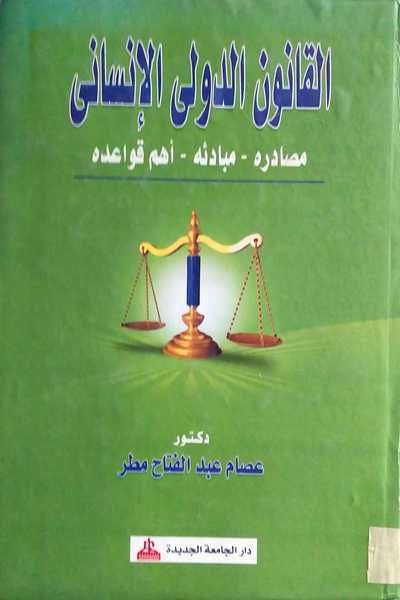 القانون الدولى الإنسانى
مصادره - مبادئه - أهم قواعده
دكتور
عصام عبد الفتاح مطر
دار الجامعة الجديدة